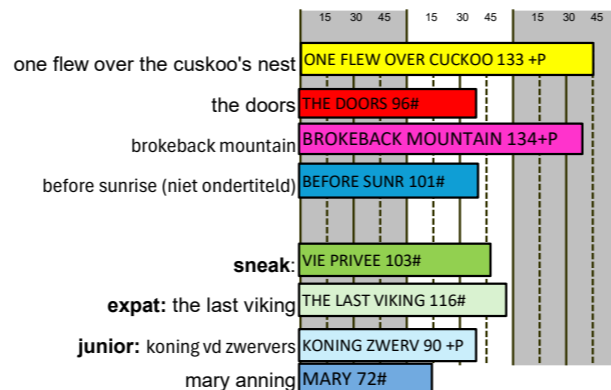 15 30 45 15 30 45 15 30 45
one flew over the cuskoo's nest ONE FLEW OVER CUCKOO 133 +P
the doors THE DOORS 96#
brokeback mountain BROKEBACK MOUNTAIN 134+P
before sunrise (niet ondertiteld) BEFORE SUNR 101#
sneak: VIE PRIVEE 103#
expat: the last viking THE LAST VIKING 116#
junior: koning vd zwervers KONING ZWERV 90 +P
mary anning MARY 72#